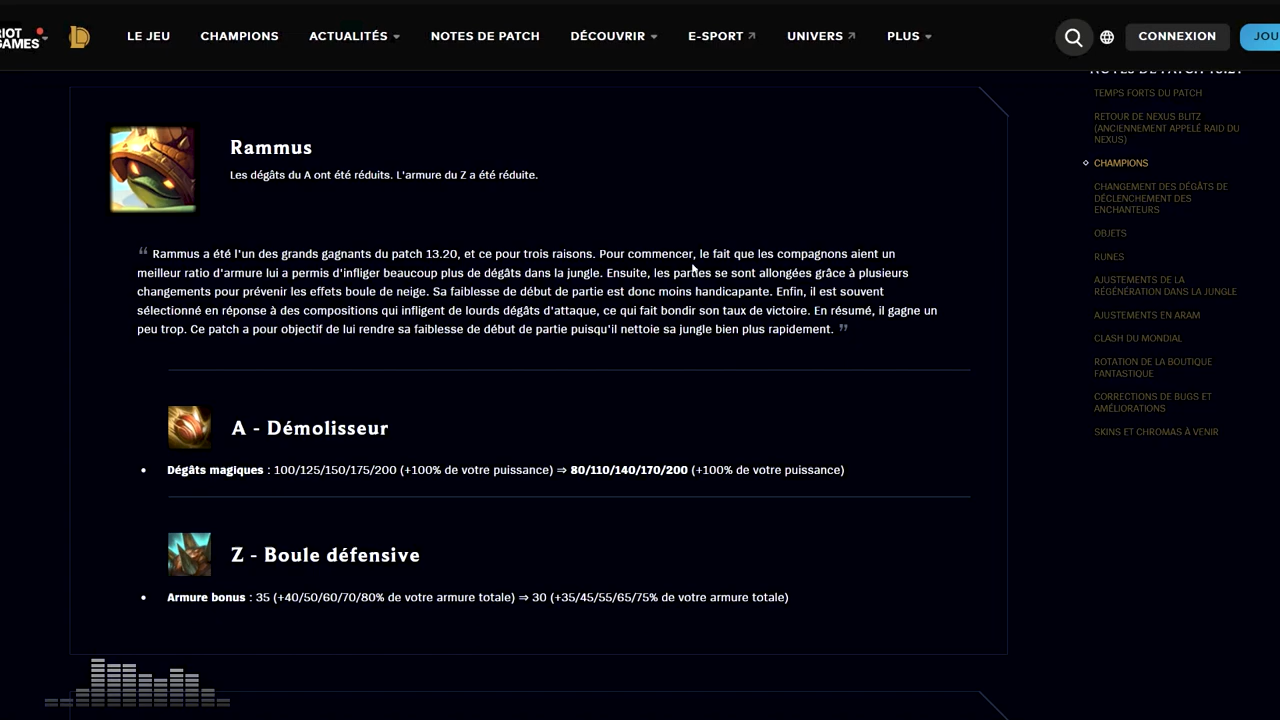 RIOT GAMES
LE JEU CHAMPIONS ACTUALITÉS NOTES DE PATCH DÉCOUVRIR E-SPORT UNIVERS PLUS CONNEXION JOU
NOTES DE PATCH 13.21
TEMPS FORTS DU PATCH
RETOUR DE NEXUS BLITZ
(ANCIENNEMENT APPELÉ RAID DU
NEXUS)
CHAMPIONS
CHANGEMENT DES DÉGÂTS DE
DÉCLENCHEMENT DES
ENCHANTEURS
OBJETS
RUNES
AJUSTEMENTS DE LA
RÉGÉNÉRATION DANS LA JUNGLE
AJUSTEMENTS EN ARAM
CLASH DU MONDIAL
ROTATION DE LA BOUTIQUE
FANTASTIQUE
CORRECTIONS DE BUGS ET
AMÉLIORATIONS
SKINS ET CHROMAS À VENIR
Rammus
Les dégâts du A ont été réduits. L'armure du Z a été réduite.
“ Rammus a été l'un des grands gagnants du patch 13.20, et ce pour trois raisons. Pour commencer, le fait que les compagnons aient un
meilleur ratio d'armure lui a permis d'infliger beaucoup plus de dégâts dans la jungle. Ensuite, les parties se sont allongées grâce à plusieurs
changements pour prévenir les effets boule de neige. Sa faiblesse de début de partie est donc moins handicapante. Enfin, il est souvent
sélectionné en réponse à des compositions qui infligent de lourds dégâts d'attaque, ce qui fait bondir son taux de victoire. En résumé, il gagne un
peu trop. Ce patch a pour objectif de lui rendre sa faiblesse de début de partie puisqu'il nettoie sa jungle bien plus rapidement. ”
A - Démolisseur
• Dégâts magiques : 100/125/150/175/200 (+100% de votre puissance) ⇒ 80/110/140/170/200 (+100% de votre puissance)
Z - Boule défensive
• Armure bonus : 35 (+40/50/60/70/80% de votre armure totale) ⇒ 30 (+35/45/55/65/75% de votre armure totale)